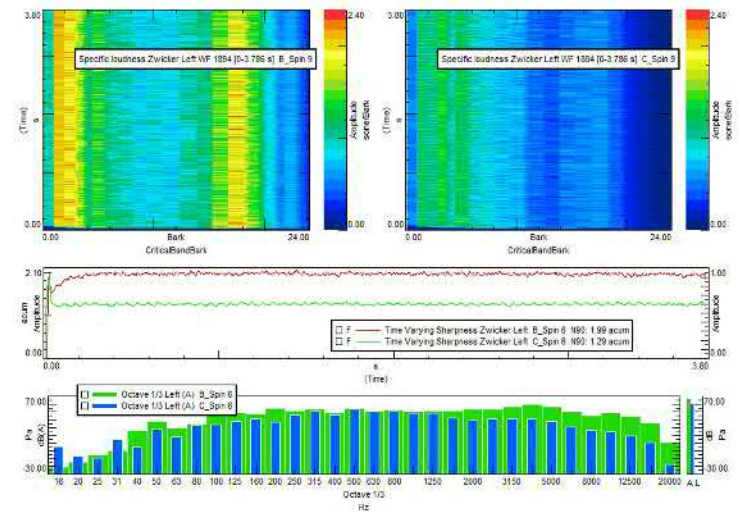 3.80
2.40
3.80
2.40
Specific loudness Zwicker Left WF 1894 [0-3.786 s] B_Spin 9
Specific loudness Zwicker Left WF 1894 [0-3.786 s] C_Spin 9
(Time)
s
Amplitude
sone/Bark
(Time)
s
Amplitude
sone/Bark
0.00
0.00
0.00
0.00
0.00
Bark
24.00
0.00
Bark
24.00
CriticalBandBark
CriticalBandBark
2.10
1.00
acum
Amplitude
Amplitude
F
Time Varying Sharpness Zwicker Left B_Spin 6 N90: 1.99 acum
F
Time Varying Sharpness Zwicker Left C_Spin 6 N90: 1.29 acum
0.00
0.00
0.00
s
3.80
(Time)
70.00
Octave 1/3 Left (A) B_Spin 6
Octave 1/3 Left (A) C_Spin 6
70.00
Pa
dB(A)
dB
Pa
30.00
30.00
16 20 25 31 40 50 63 80 100 125 160 200 250 315 400 500 630 800 1250 2000 3150 5000 8000 12500 20000 A L
Octave 1/3
Hz